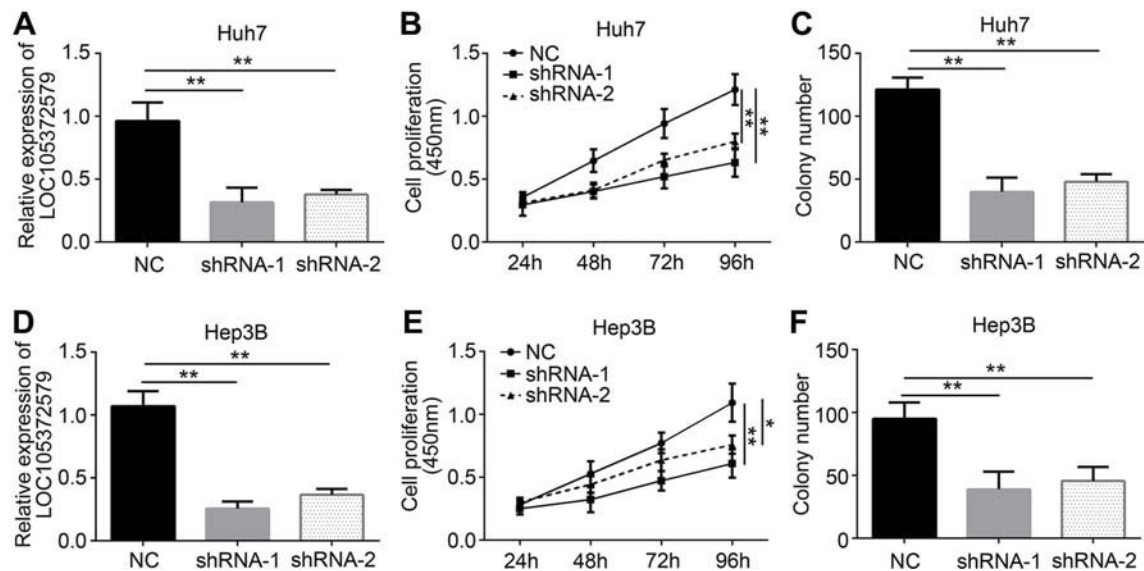 A
Huh7
Relative expression of
LOC105372579
1.5
1.0
0.5
0.0
**
**
NC
shRNA-1
shRNA-2
B
Huh7
Cell proliferation
(450nm)
1.5
1.0
0.5
0.0
NC
shRNA-1
shRNA-2
**
**
24h
48h
72h
96h
C
Huh7
Colony number
150
100
50
0
**
**
NC
shRNA-1
shRNA-2
D
Hep3B
Relative expression of
LOC105372579
1.5
1.0
0.5
0.0
**
**
NC
shRNA-1
shRNA-2
E
Hep3B
Cell proliferation
(450nm)
1.5
1.0
0.5
0.0
NC
shRNA-1
shRNA-2
**
*
24h
48h
72h
96h
F
Hep3B
Colony number
150
100
50
0
**
**
NC
shRNA-1
shRNA-2